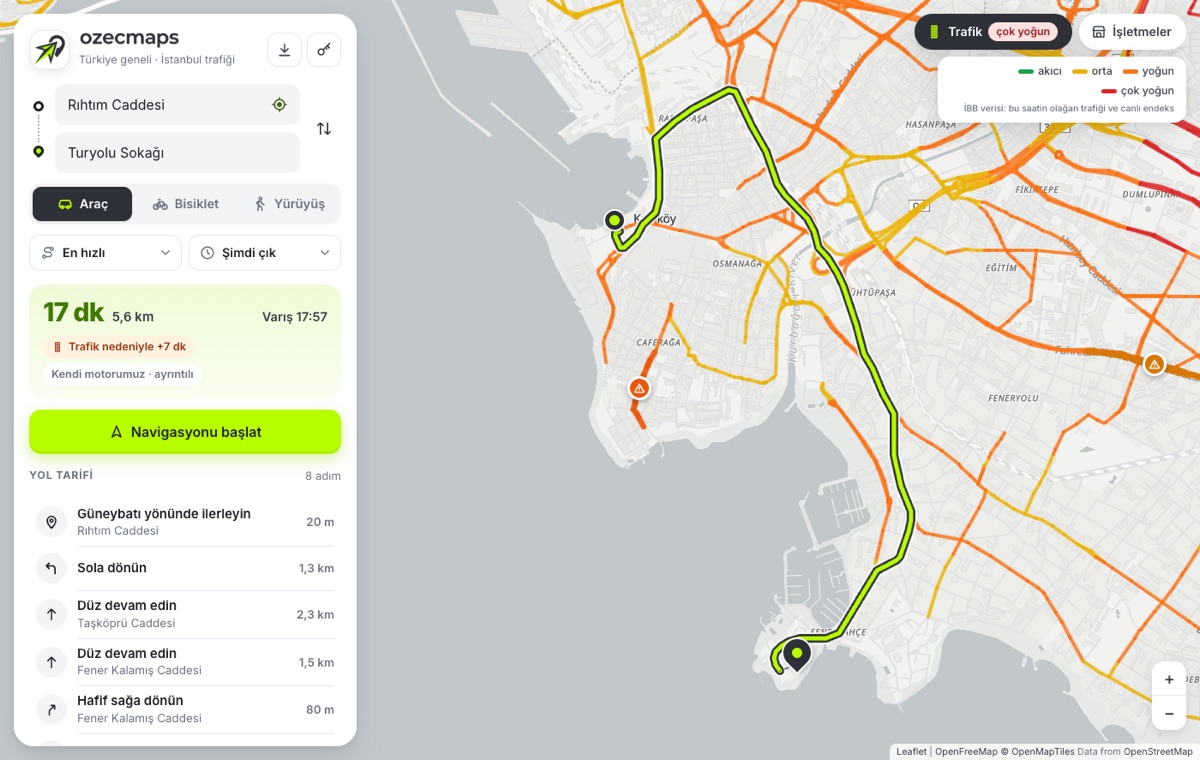 ozecmaps
Türkiye geneli · İstanbul trafiği
Rıhtım Caddesi
Turyolu Sokağı
Araç
Bisiklet
Yürüyüş
En hızlı
Şimdi çık
17 dk 5,6 km
Varış 17:57
Trafik nedeniyle +7 dk
Kendi motorumuz · ayrıntılı
Navigasyonu başlat
YOL TARİFİ
8 adım
Güneybatı yönünde ilerleyin
Rıhtım Caddesi
20 m
Sola dönün
1,3 km
Düz devam edin
Taşköprü Caddesi
2,3 km
Düz devam edin
Fener Kalamış Caddesi
1,5 km
Hafif sağa dönün
Fener Kalamış Caddesi
80 m
Trafik çok yoğun
İşletmeler
akıcı orta yoğun
çok yoğun
İBB verisi: bu saatin olağan trafiği ve canlı endeks
HASANPAŞA
FİKİRTEPE
DUMLUPINAR
OSMANAĞA
EĞİTİM
CAFERAĞA
FENERYOLU
+
−
Leaflet | OpenFreeMap © OpenMapTiles Data from OpenStreetMap